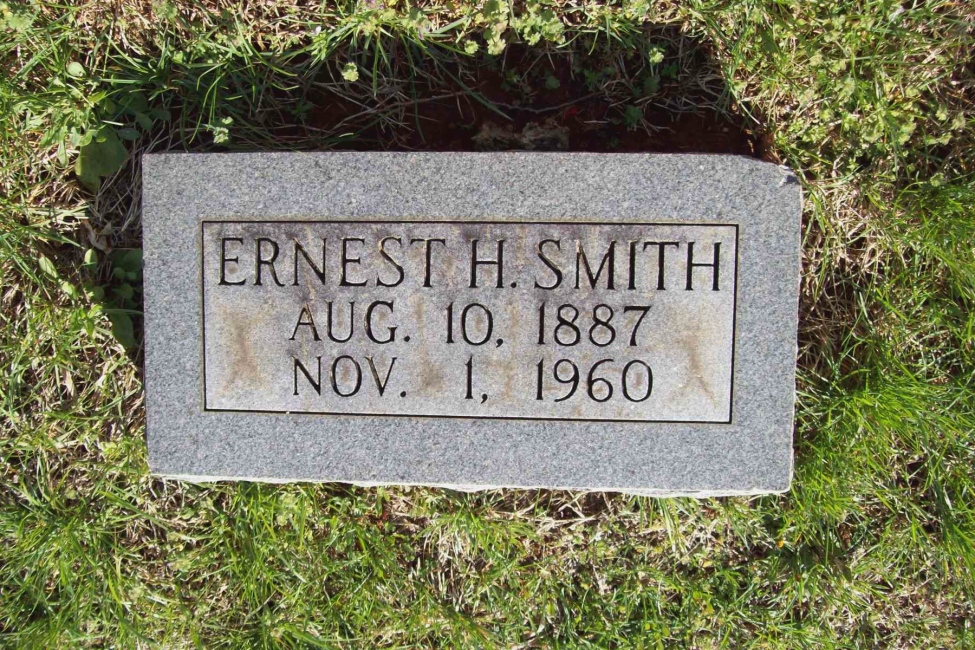 ERNEST H. SMITH
AUG. 10, 1887
NOV. 1, 1960